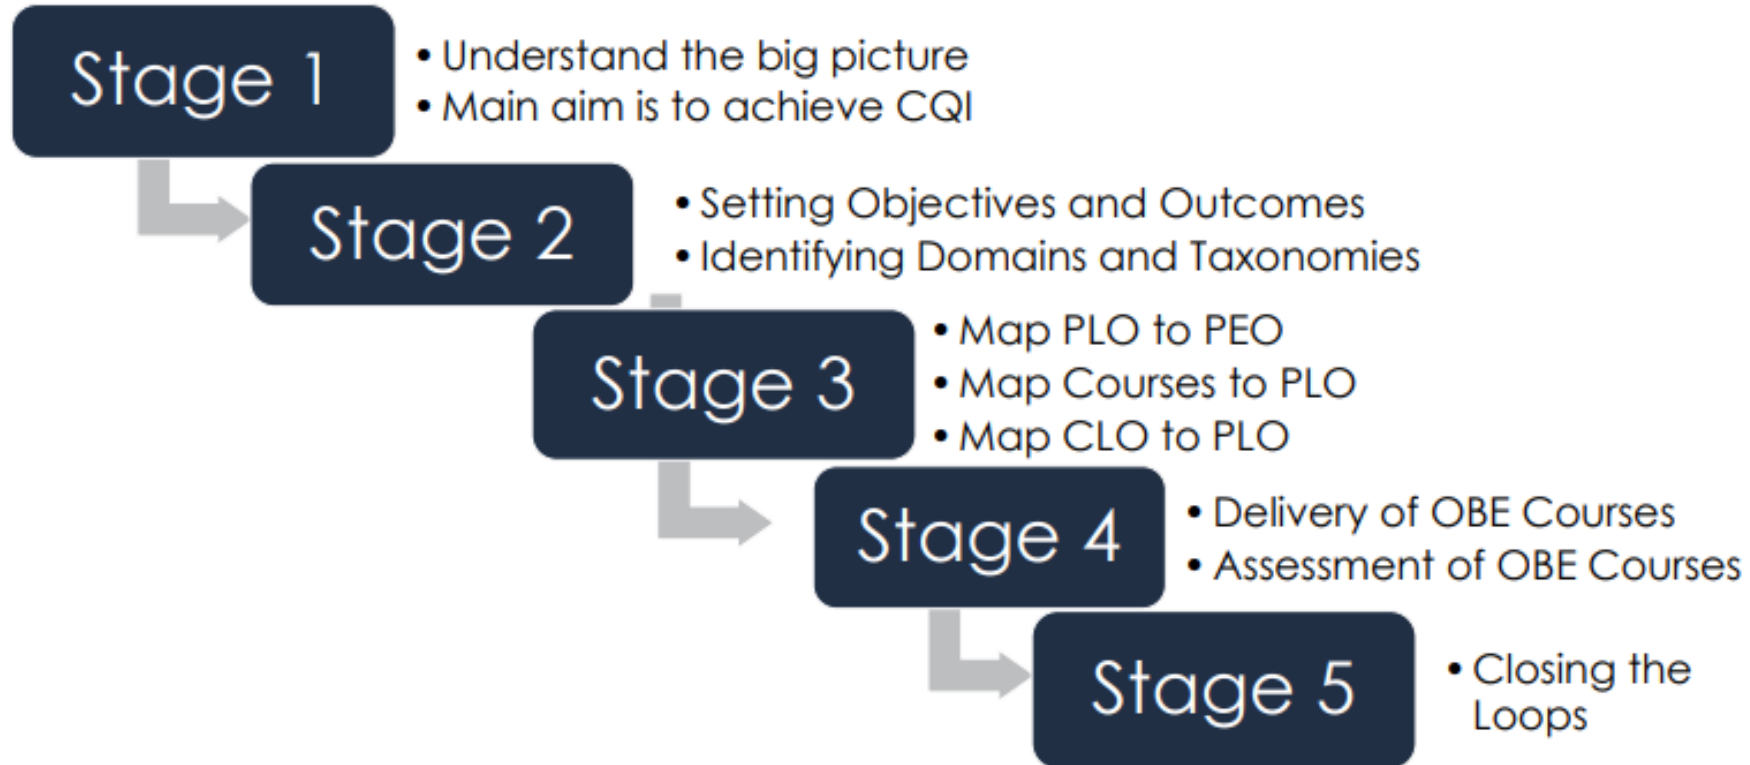 Stage 1
• Understand the big picture
• Main aim is to achieve CQI
Stage 2
• Setting Objectives and Outcomes
• Identifying Domains and Taxonomies
Stage 3
• Map PLO to PEO
• Map Courses to PLO
• Map CLO to PLO
Stage 4
• Delivery of OBE Courses
• Assessment of OBE Courses
Stage 5
• Closing the
Loops